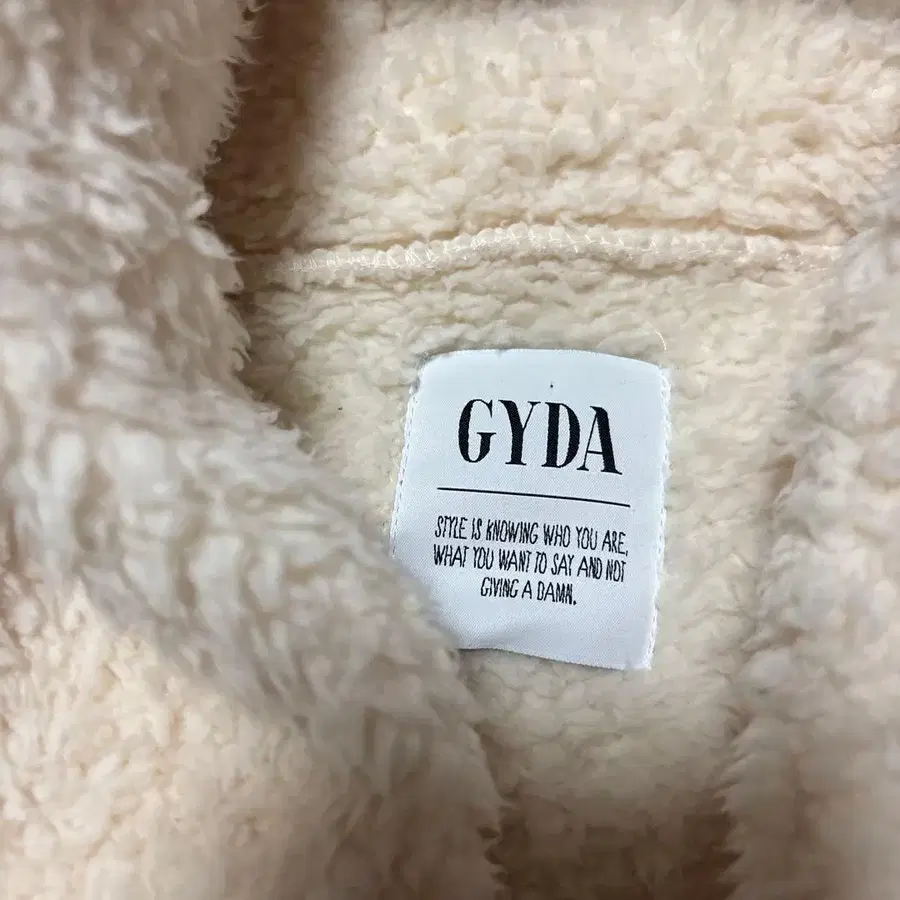 GYDA
STYLE IS KNOWING WHO YOU ARE,
WHAT YOU WANT TO SAY AND NOT
GIVING A DAMN.